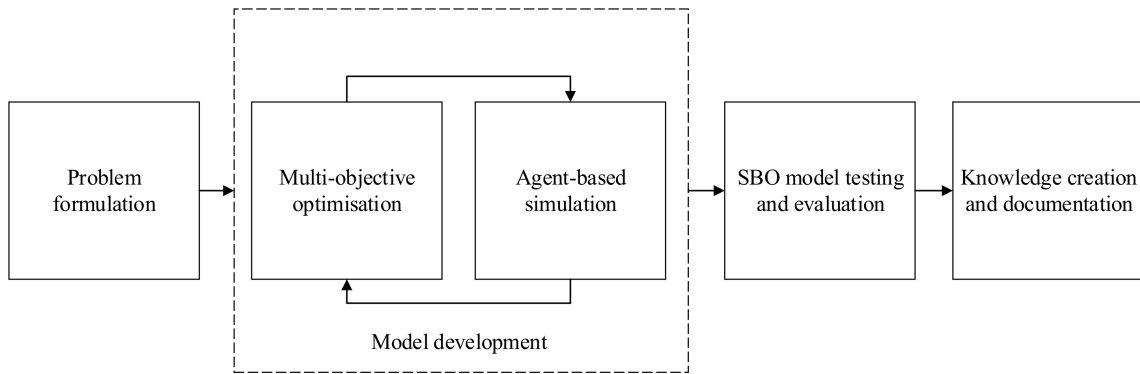 Problem
formulation
Multi-objective
optimisation
Agent-based
simulation
Model development
SBO model testing
and evaluation
Knowledge creation
and documentation